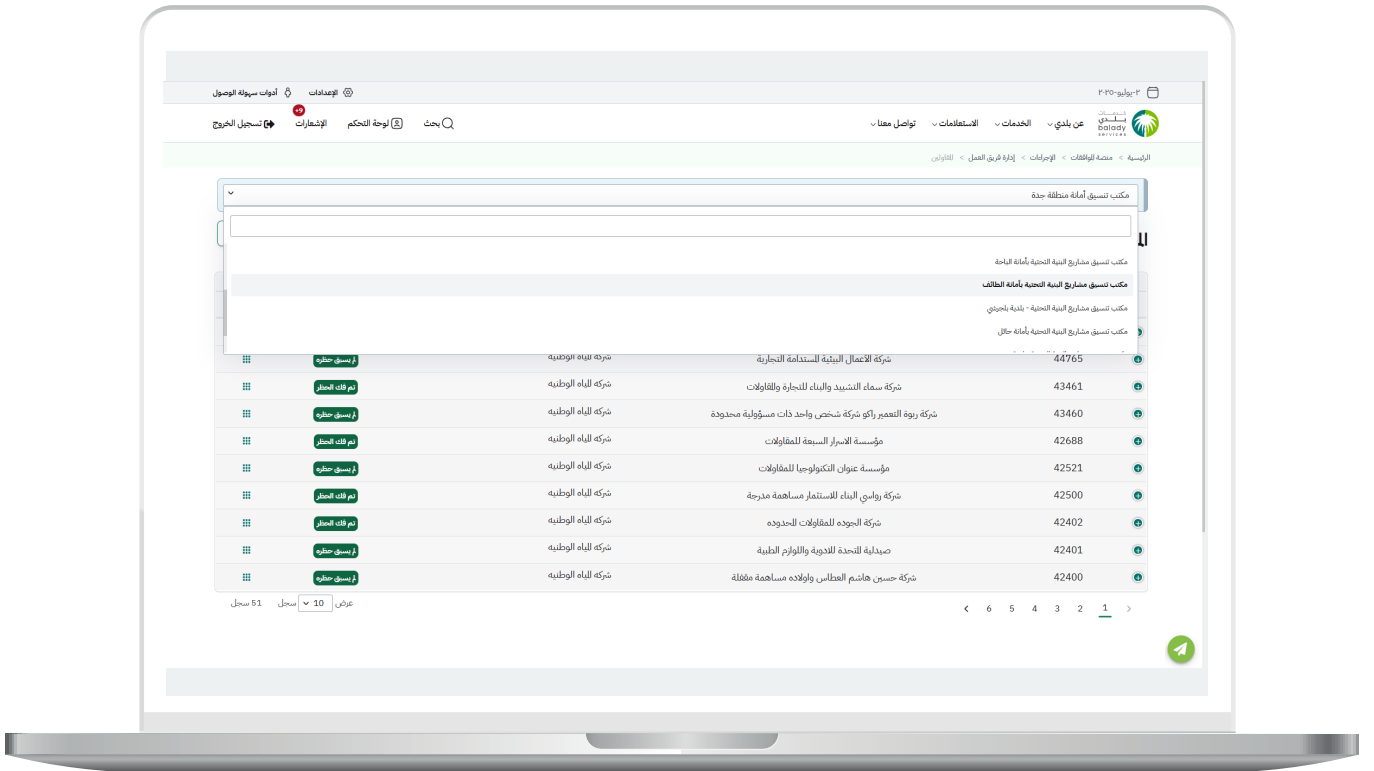 ٢-يوليو-٢٠٢٥
الإعدادات
أدوات سهولة الوصول
خدمات
بلدي
balady
services
عن بلدي
الخدمات
الاستعلامات
تواصل معنا
بحث
لوحة التحكم
الإشعارات
+9
تسجيل الخروج
الرئيسية > منصة الموافقات > الإجراءات > إدارة فريق العمل > المقاولين
مكتب تنسيق أمانة منطقة جدة
مكتب تنسيق مشاريع البنية التحتية بأمانة الباحة
مكتب تنسيق مشاريع البنية التحتية بأمانة الطائف
مكتب تنسيق مشاريع البنية التحتية - بلدية بلجرشي
مكتب تنسيق مشاريع البنية التحتية بأمانة حائل
44765 شركة الأعمال البيئية المستدامة التجارية شركه المياه الوطنيه لم يسبق حظره
43461 شركة سماء التشييد والبناء للتجارة والمقاولات شركه المياه الوطنيه تم فك الحظر
43460 شركة ربوة التعمير راكو شركة شخص واحد ذات مسؤولية محدودة شركه المياه الوطنيه لم يسبق حظره
42688 مؤسسة الاسرار السبعة للمقاولات شركه المياه الوطنيه تم فك الحظر
42521 مؤسسة عنوان التكنولوجيا للمقاولات شركه المياه الوطنيه لم يسبق حظره
42500 شركة رواسي البناء للاستثمار مساهمة مدرجة شركه المياه الوطنيه تم فك الحظر
42402 شركة الجوده للمقاولات المحدوده شركه المياه الوطنيه تم فك الحظر
42401 صيدلية المتحدة للادوية واللوازم الطبية شركه المياه الوطنيه لم يسبق حظره
42400 شركة حسين هاشم العطاس واولاده مساهمة مقفلة شركه المياه الوطنيه لم يسبق حظره
1 2 3 4 5 6
عرض 10 سجل 51 سجل